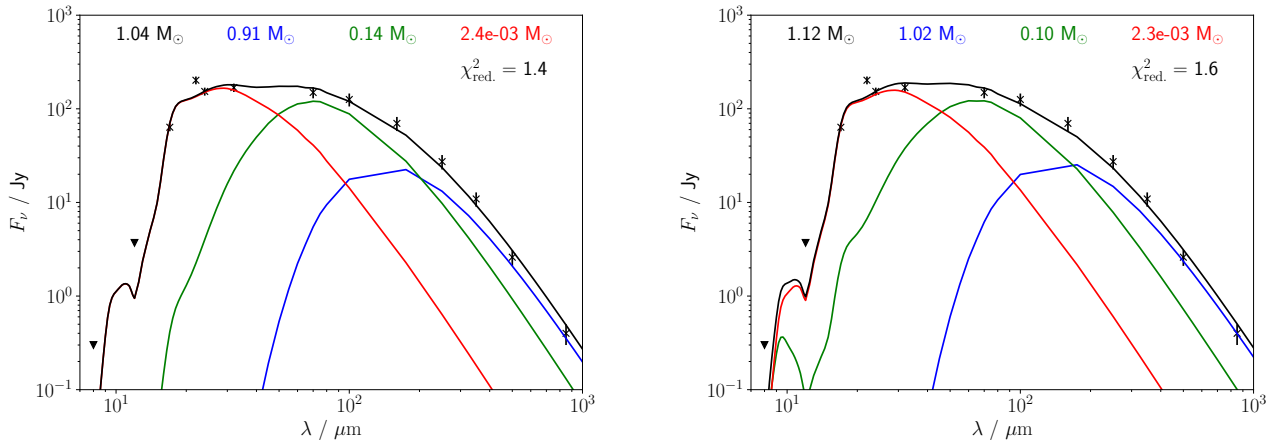 1.04 M⊙ 0.91 M⊙ 0.14 M⊙ 2.4e-03 M⊙
χ²red. = 1.4
10³
10²
10¹
10⁰
10⁻¹
Fν / Jy
10¹ 10² 10³
λ / μm
1.12 M⊙ 1.02 M⊙ 0.10 M⊙ 2.3e-03 M⊙
χ²red. = 1.6
10³
10²
10¹
10⁰
10⁻¹
Fν / Jy
10¹ 10² 10³
λ / μm